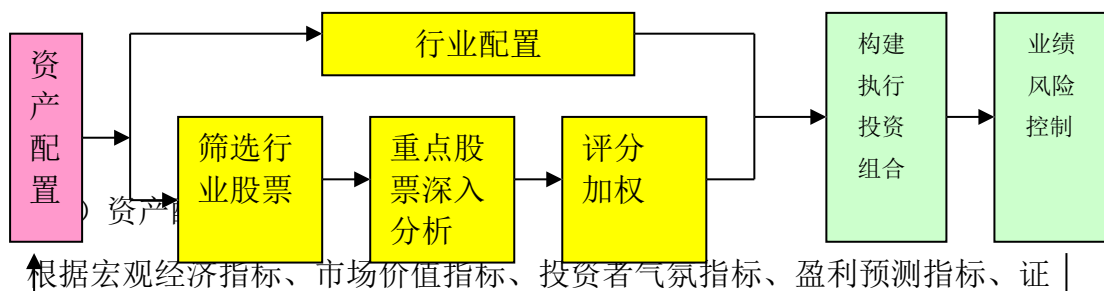 资
产
配
置
行业配置
筛选行
业股票
重点股
票深入
分析
评分
加权
构建
执行
投资
组合
业绩
风险
控制
）资产
根据宏观经济指标、市场价值指标、投资者气氛指标、盈利预测指标、证